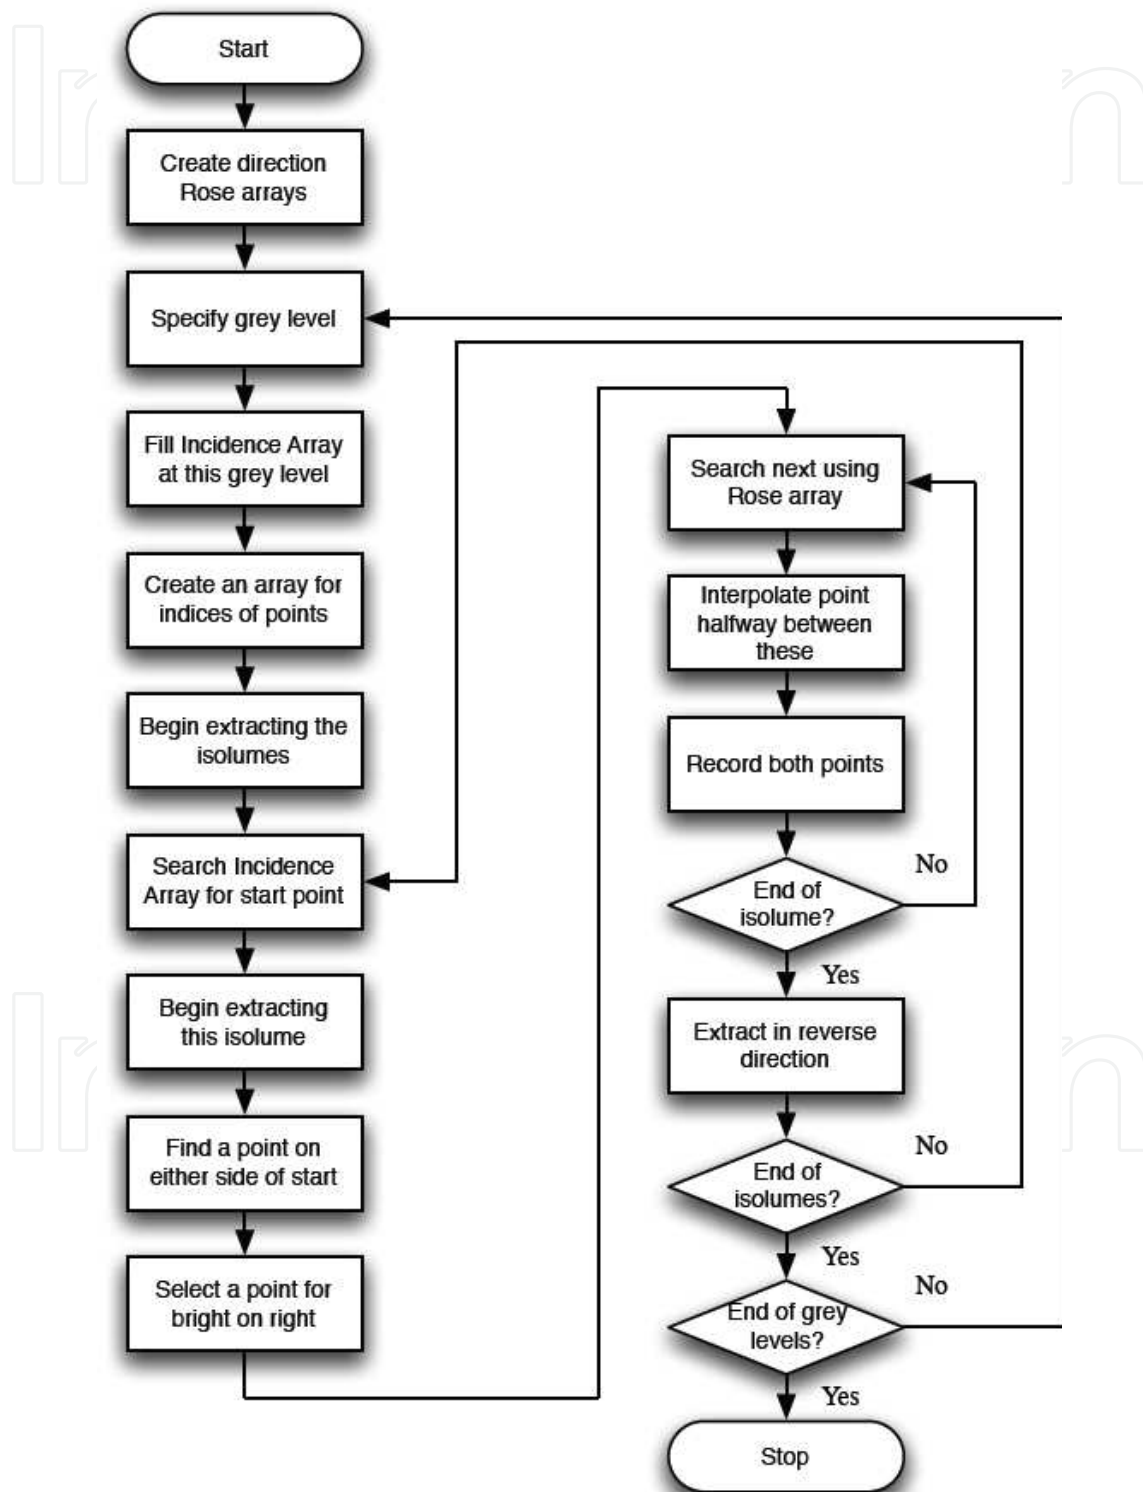 Start
Create direction
Rose arrays
Specify grey level
Fill Incidence Array
at this grey level
Create an array for
indices of points
Begin extracting the
isolumes
Search Incidence
Array for start point
Begin extracting
this isolume
Find a point on
either side of start
Select a point for
bright on right
Search next using
Rose array
Interpolate point
halfway between
these
Record both points
No
End of
isolume?
Yes
Extract in reverse
direction
No
End of
isolumes?
Yes
No
End of grey
levels?
Yes
Stop